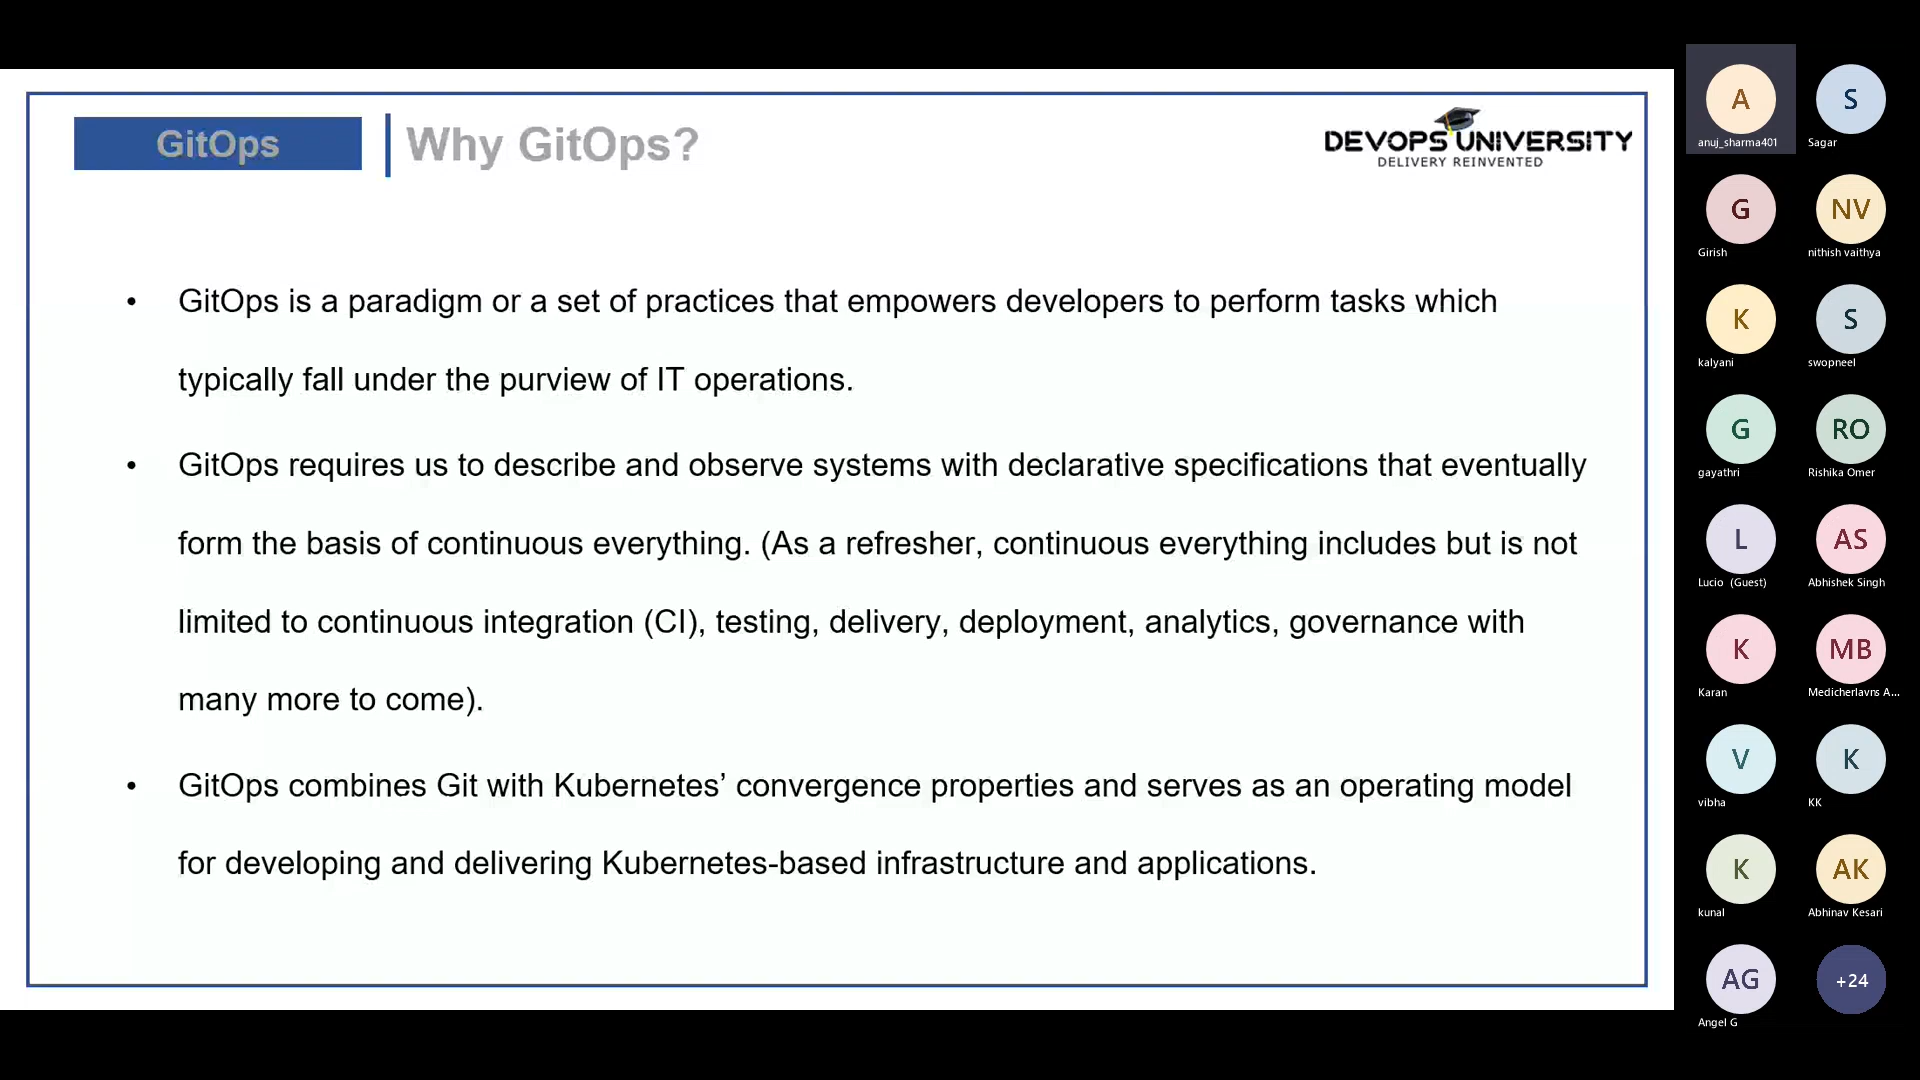 GitOps
Why GitOps?
DEVOPS UNIVERSITY
DELIVERY REINVENTED
• GitOps is a paradigm or a set of practices that empowers developers to perform tasks which
typically fall under the purview of IT operations.
• GitOps requires us to describe and observe systems with declarative specifications that eventually
form the basis of continuous everything. (As a refresher, continuous everything includes but is not
limited to continuous integration (CI), testing, delivery, deployment, analytics, governance with
many more to come).
• GitOps combines Git with Kubernetes’ convergence properties and serves as an operating model
for developing and delivering Kubernetes-based infrastructure and applications.
A
anuj_sharma401
S
Sagar
G
Girish
NV
nithish vaithya
K
kalyani
S
swopneel
G
gayathri
RO
Rishika Omer
L
Lucio (Guest)
AS
Abhishek Singh
K
Karan
MB
Medicherlavns A...
V
vibha
K
KK
K
kunal
AK
Abhinav Kesari
AG
Angel G
+24